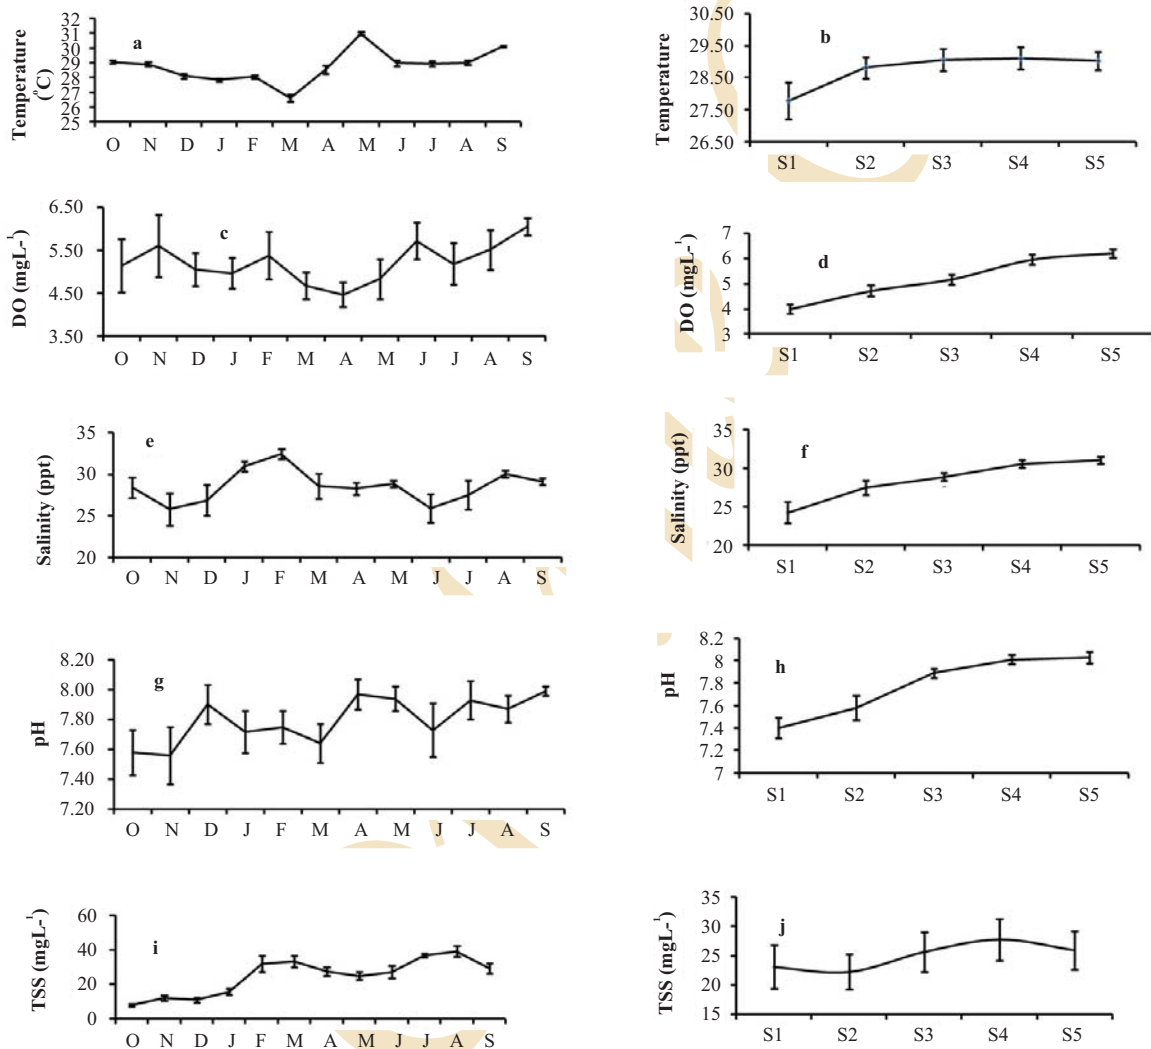 a
Temperature
(°C)
32
31
30
29
28
27
26
25
O N D J F M A M J J A S
b
Temperature
30.50
29.50
28.50
27.50
26.50
S1 S2 S3 S4 S5
c
DO (mgL-¹)
6.50
5.50
4.50
3.50
O N D J F M A M J J A S
d
DO (mgL-¹)
7
6
5
4
3
S1 S2 S3 S4 S5
e
Salinity (ppt)
35
30
25
20
O N D J F M A M J J A S
f
Salinity (ppt)
35
30
25
20
S1 S2 S3 S4 S5
g
pH
8.20
8.00
7.80
7.60
7.40
7.20
O N D J F M A M J J A S
h
pH
8.2
8
7.8
7.6
7.4
7.2
7
S1 S2 S3 S4 S5
i
TSS (mgL-¹)
60
40
20
0
O N D J F M A M J J A S
j
TSS (mgL-¹)
35
30
25
20
15
S1 S2 S3 S4 S5